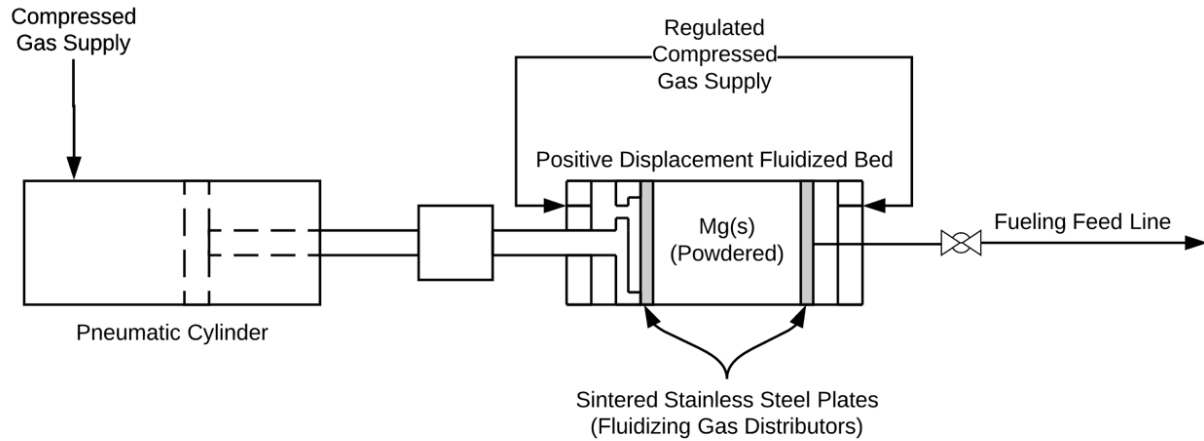 Compressed
Gas Supply
Regulated
Compressed
Gas Supply
Positive Displacement Fluidized Bed
Mg(s)
(Powdered)
Fueling Feed Line
Pneumatic Cylinder
Sintered Stainless Steel Plates
(Fluidizing Gas Distributors)